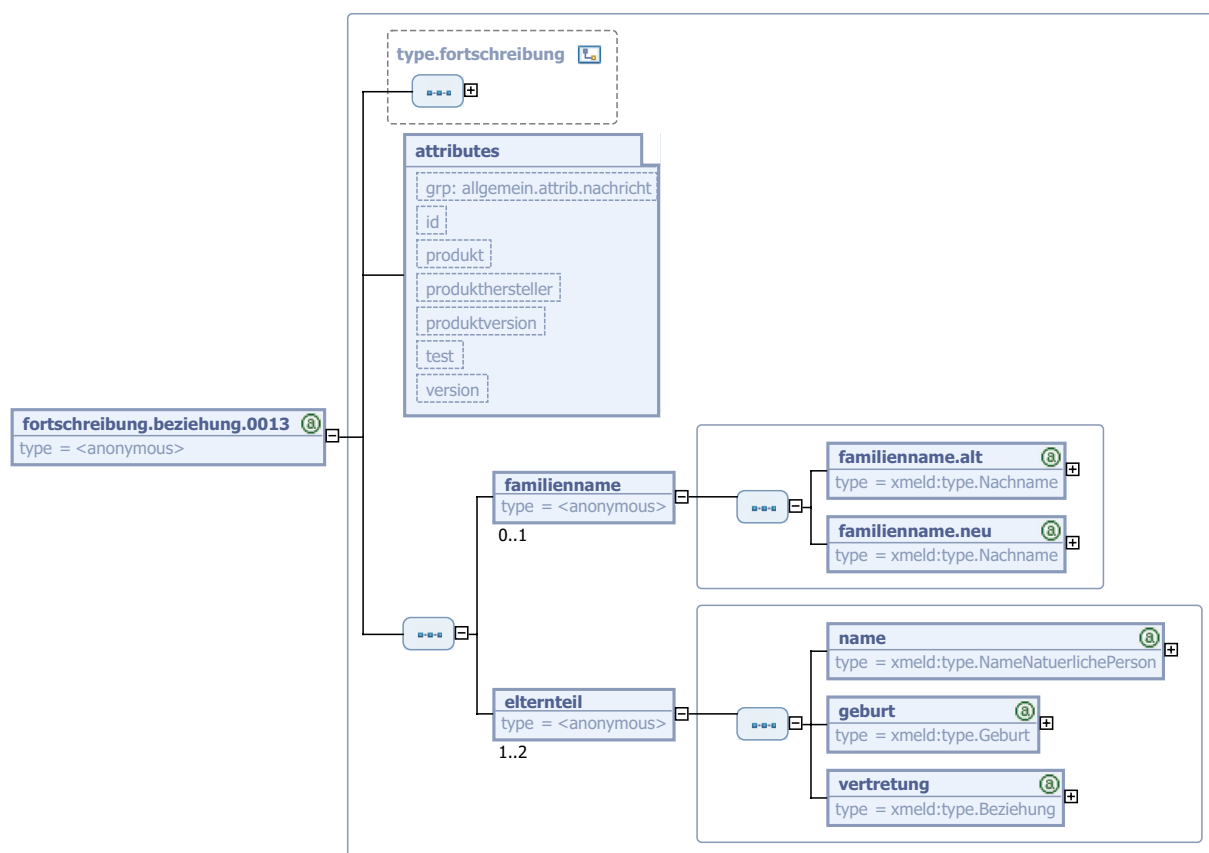 type.fortschreibung
attributes
grp: allgemein.attrib.nachricht
id
produkt
produkthersteller
produktversion
test
version
fortschreibung.beziehung.0013
type = <anonymous>
familienname
type = <anonymous>
0..1
familienname.alt
type = xmeld:type.Nachname
familienname.neu
type = xmeld:type.Nachname
elternteil
type = <anonymous>
1..2
name
type = xmeld:type.NameNatuerlichePerson
geburt
type = xmeld:type.Geburt
vertretung
type = xmeld:type.Beziehung